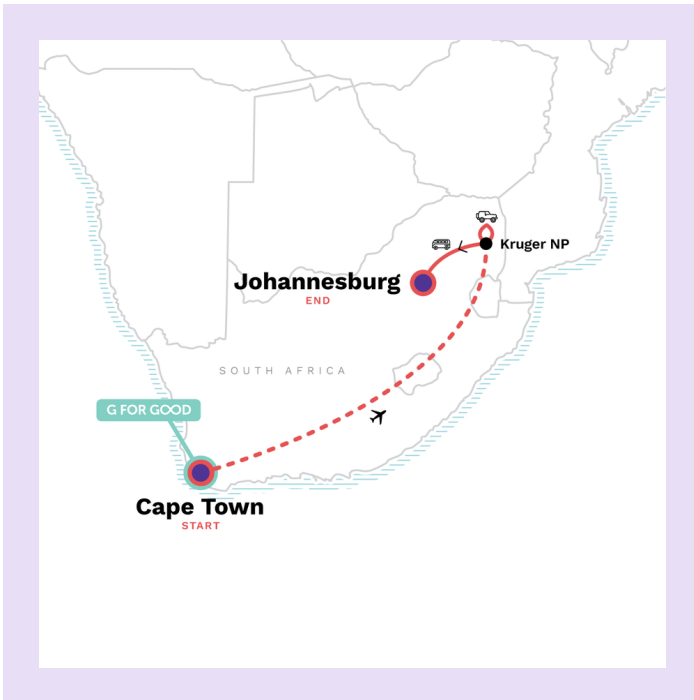 Kruger NP
Johannesburg
END
SOUTH AFRICA
G FOR GOOD
Cape Town
START